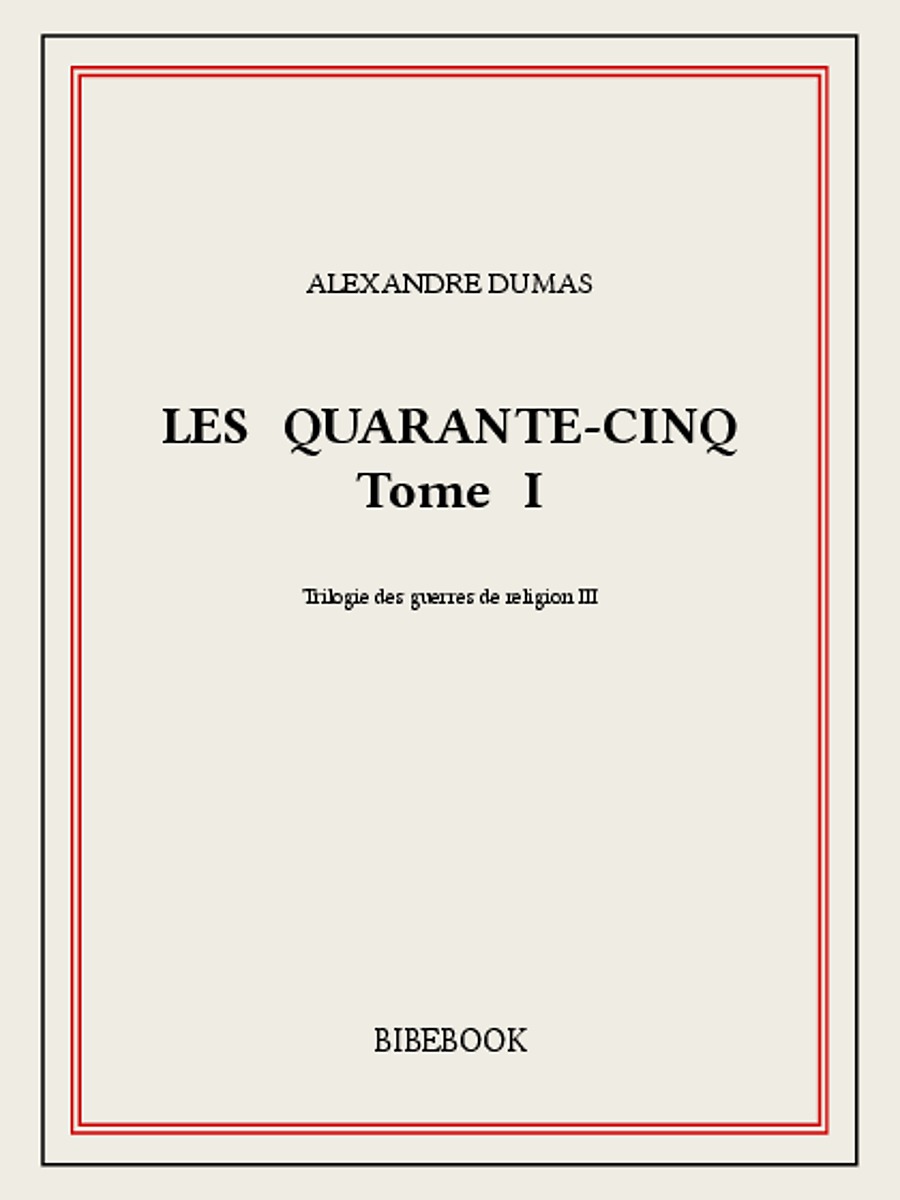 ALEXANDRE DUMAS
LES QUARANTE-CINQ
Tome I
Trilogie des guerres de religion III
BIBEBOOK